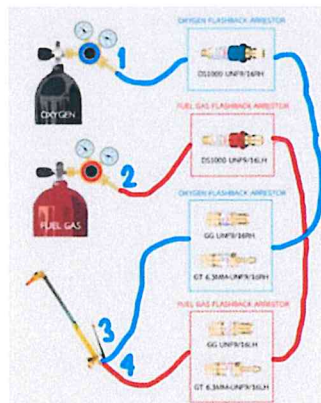 OXYGEN FLASHBACK ARRESTOR
1
DS1000-UNF9/16RH
OXYGEN
FUEL GAS FLASHBACK ARRESTOR
DS1000-UNF9/16LH
2
FUEL GAS
OXYGEN FLASHBACK ARRESTOR
GG-UNF9/16RH
GT 6.3MM-UNF9/16RH
3
4
FUEL GAS FLASHBACK ARRESTOR
GG-UNF9/16LH
GT 6.3MM-UNF9/16LH